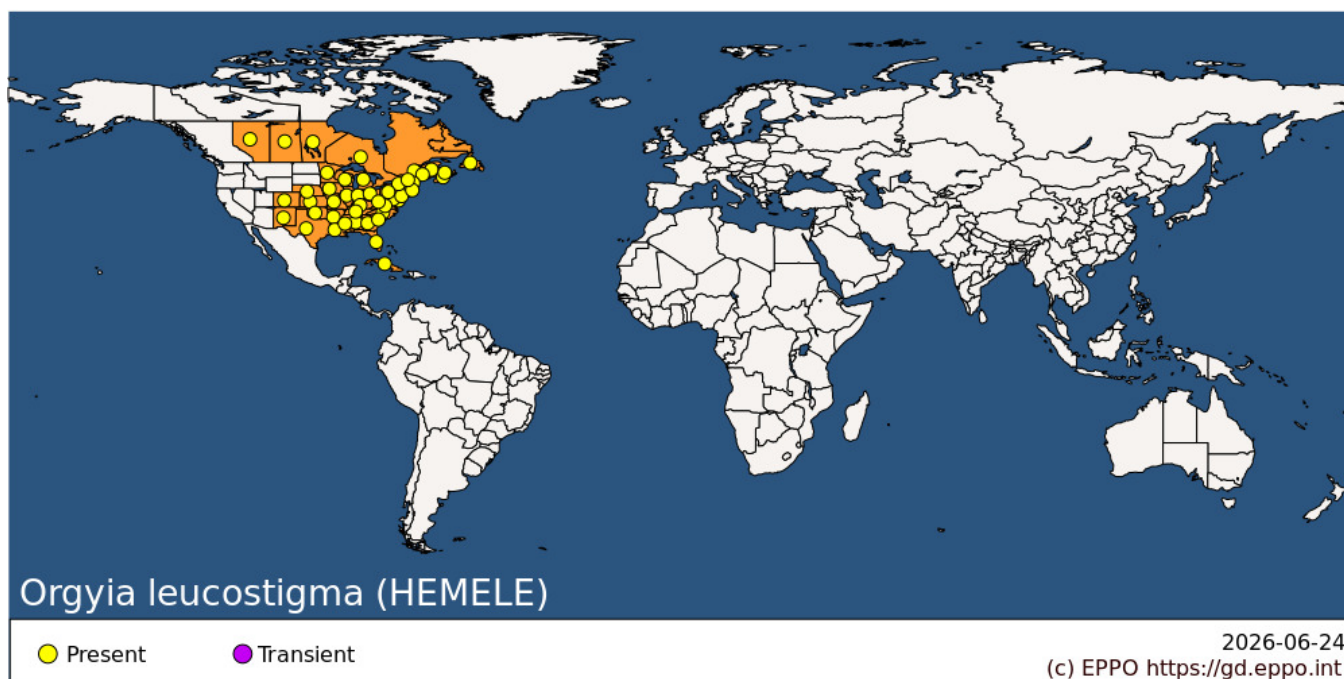 Orgyia leucostigma (HEMELE)
Present
Transient
2026-06-24
(c) EPPO https://gd.eppo.int